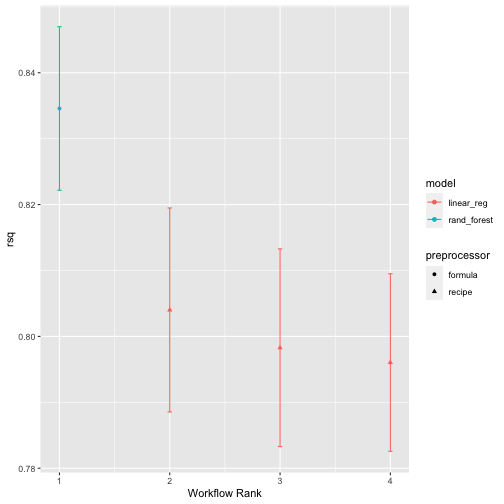 0.84
0.82
0.80
0.78
rsq
1
2
3
4
Workflow Rank
model
linear_reg
rand_forest
preprocessor
formula
recipe